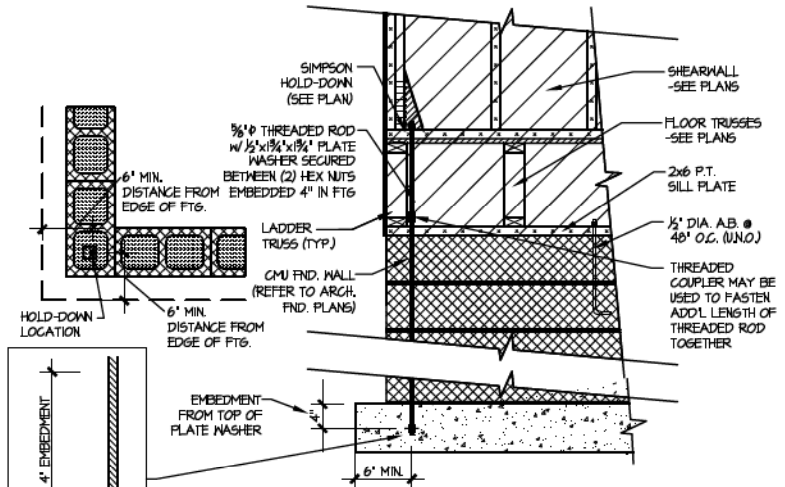 SIMPSON
HOLD-DOWN
(SEE PLAN)
5/8"Φ THREADED ROD
W/ 1/2"x1 3/4"x1 3/4" PLATE
WASHER SECURED
BETWEEN (2) HEX NUTS
EMBEDDED 4" IN FTG
LADDER
TRUSS (TYP.)
CMU FND. WALL
(REFER TO ARCH.
FND. PLANS)
EMBEDMENT
FROM TOP OF
PLATE WASHER
4"
6" MIN.
SHEARWALL
-SEE PLANS
FLOOR TRUSSES
-SEE PLANS
2x6 P.T.
SILL PLATE
1/2" DIA. A.B. @
48" O.C. (U.N.O.)
THREADED
COUPLER MAY BE
USED TO FASTEN
ADD'L LENGTH OF
THREADED ROD
TOGETHER
6" MIN.
DISTANCE FROM
EDGE OF FTG.
HOLD-DOWN
LOCATION
6" MIN.
DISTANCE FROM
EDGE OF FTG.
4" EMBEDMENT